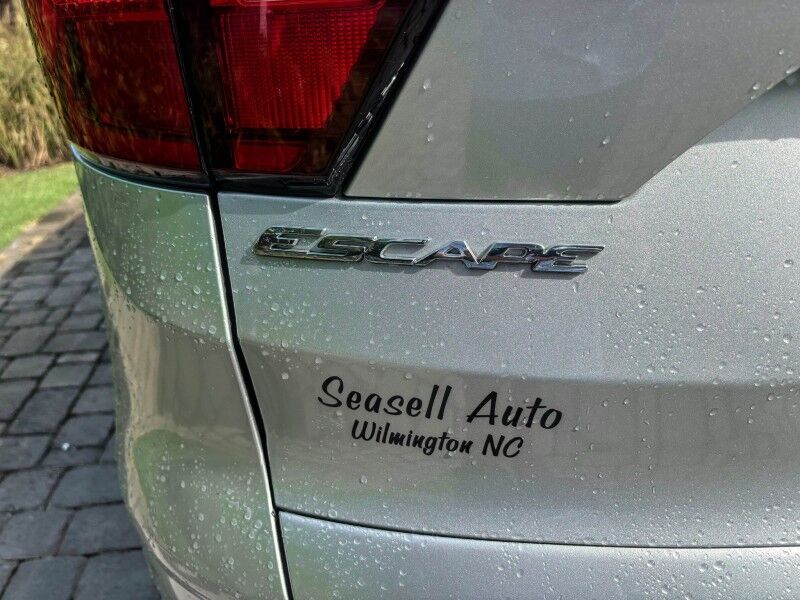 ESCAPE
Seasell Auto
Wilmington NC